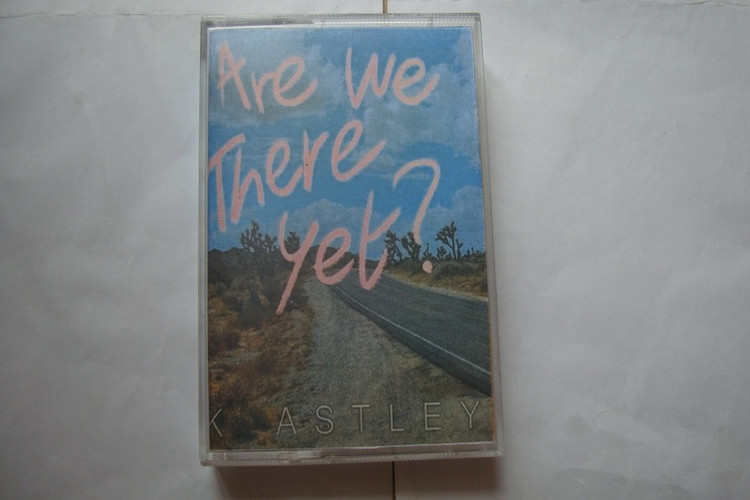 Are We
There
yet?
K ASTLEY